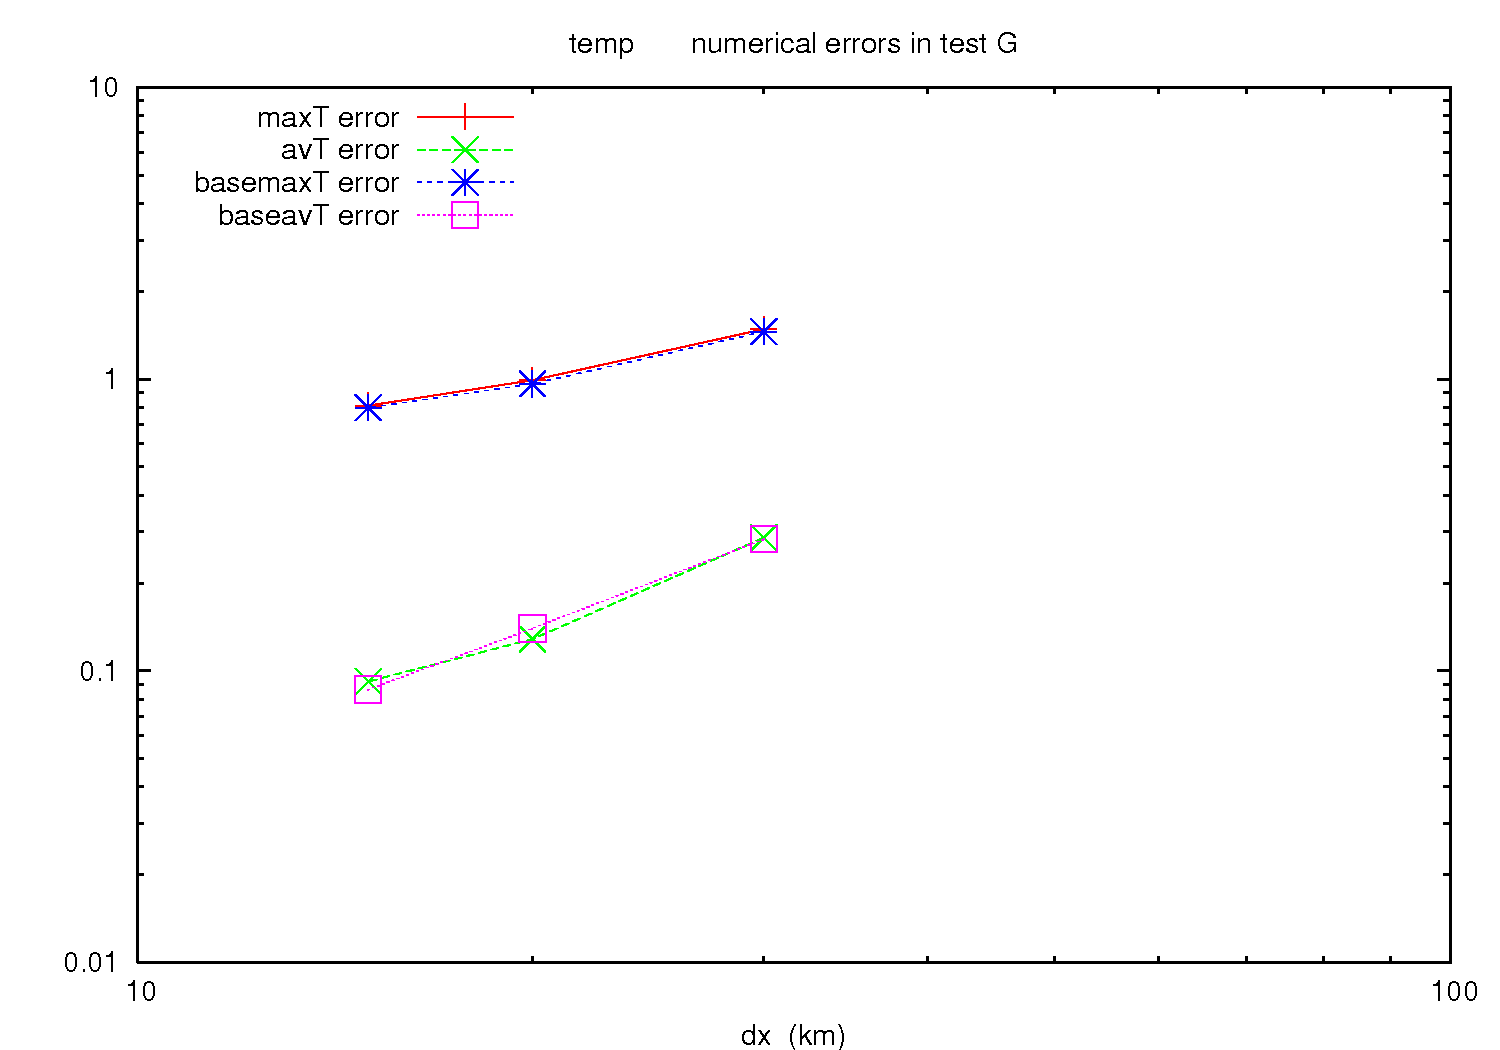 temp numerical errors in test G
10
maxT error
avT error
basemaxT error
baseavT error
1
0.1
0.01
10 100
dx (km)